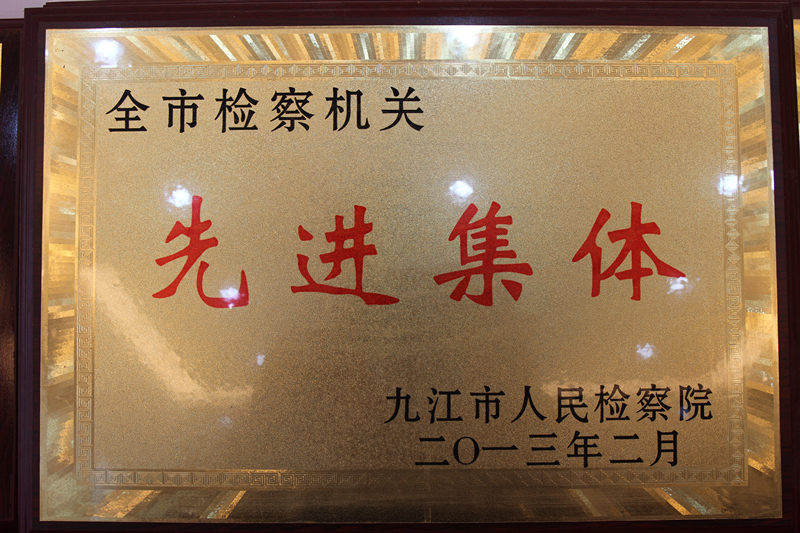 全市检察机关
先进集体
九江市人民检察院
二〇一三年二月